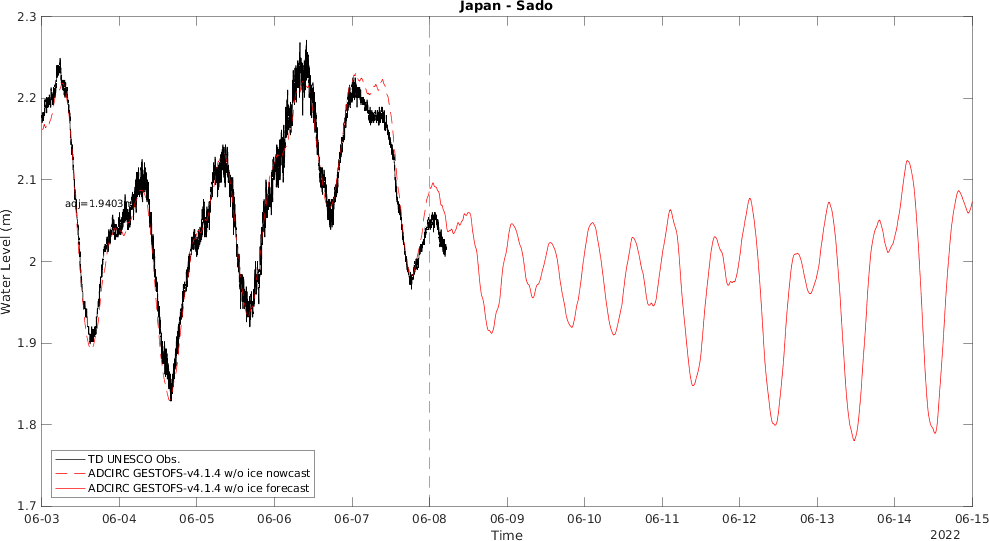 Japan - Sado
2.3
2.2
2.1
2
1.9
1.8
1.7
Water Level (m)
adj=1.9403m
TD UNESCO Obs.
ADCIRC GESTOFS-v4.1.4 w/o ice nowcast
ADCIRC GESTOFS-v4.1.4 w/o ice forecast
06-03 06-04 06-05 06-06 06-07 06-08 06-09 06-10 06-11 06-12 06-13 06-14 06-15
Time
2022